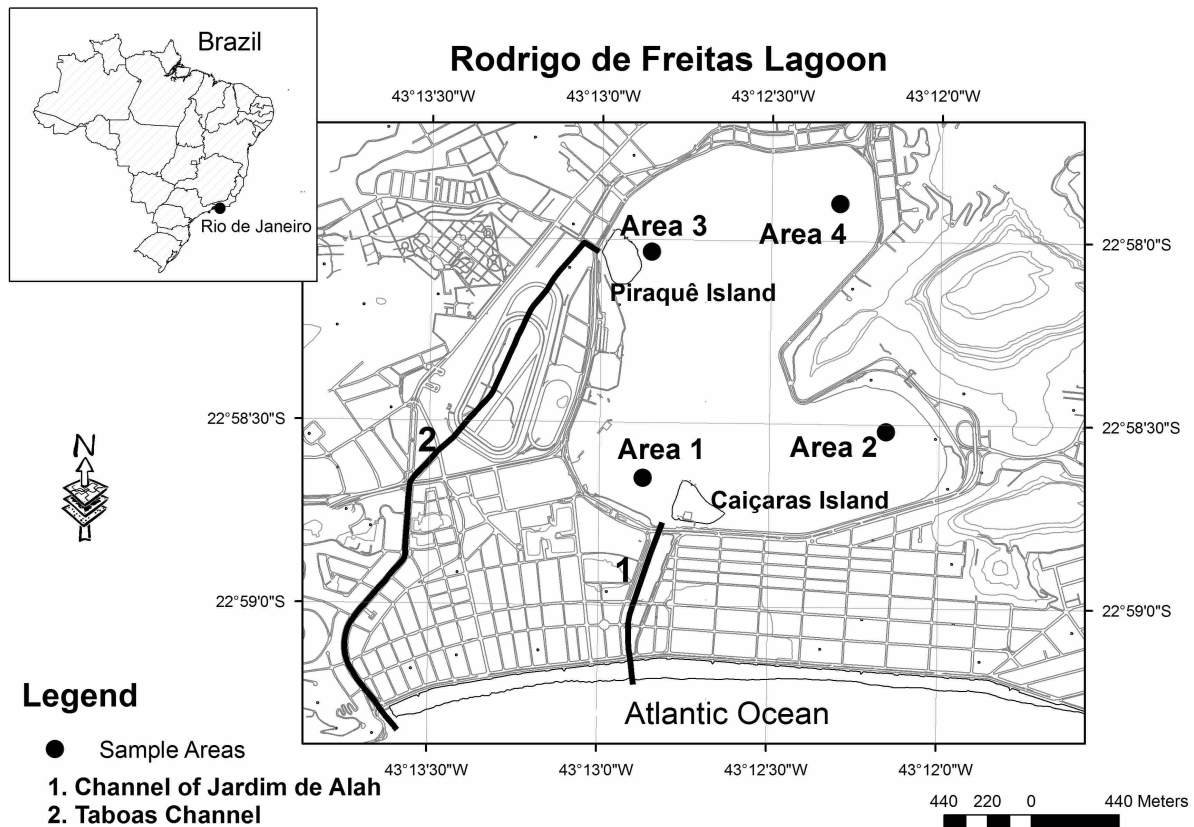 Brazil
Rio de Janeiro
Rodrigo de Freitas Lagoon
43°13'30"W 43°13'0"W 43°12'30"W 43°12'0"W
Area 3
Area 4
22°58'0"S
Piraquê Island
22°58'30"S
22°58'30"S
2
Area 1
Area 2
N
Caiçaras Island
1
22°59'0"S
22°59'0"S
Legend
Atlantic Ocean
Sample Areas
43°13'30"W 43°13'0"W 43°12'30"W 43°12'0"W
1. Channel of Jardim de Alah
2. Taboas Channel
440 220 0 440 Meters